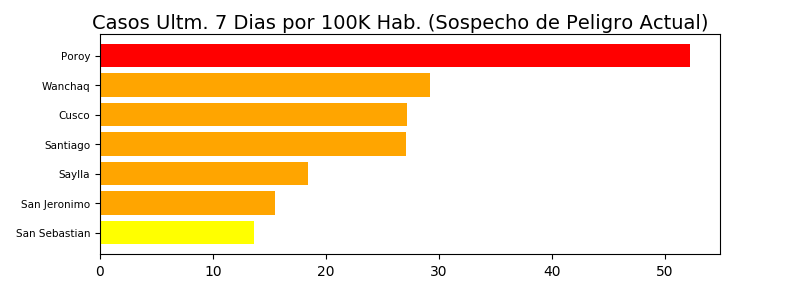 Casos Ultm. 7 Dias por 100K Hab. (Sospecho de Peligro Actual)
Poroy
Wanchaq
Cusco
Santiago
Saylla
San Jeronimo
San Sebastian
0 10 20 30 40 50